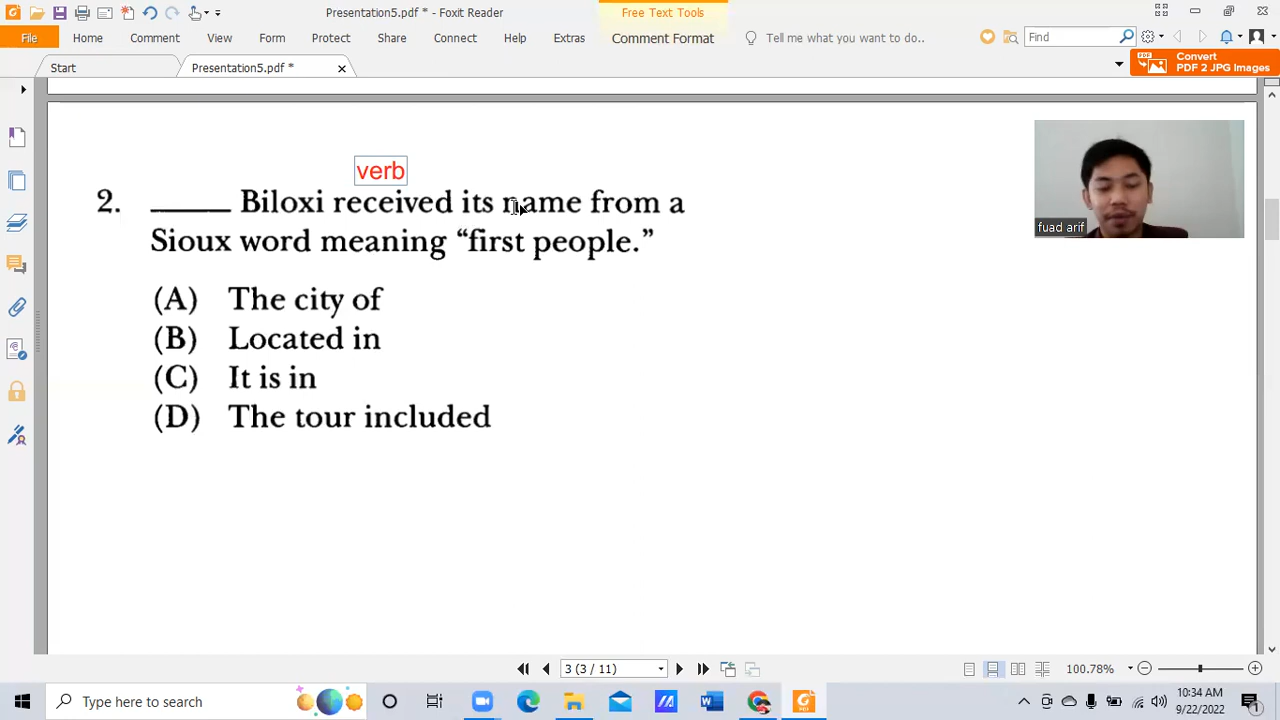 Presentation5.pdf * - Foxit Reader
Free Text Tools
File Home Comment View Form Protect Share Connect Help Extras Comment Format Tell me what you want to do.. Find
Start Presentation5.pdf *
Convert
PDF 2 JPG Images
verb
2. _____ Biloxi received its name from a
Sioux word meaning “first people.”
(A) The city of
(B) Located in
(C) It is in
(D) The tour included
fuad arif
3 (3 / 11) 100.78%
Type here to search
10:34 AM
9/22/2022